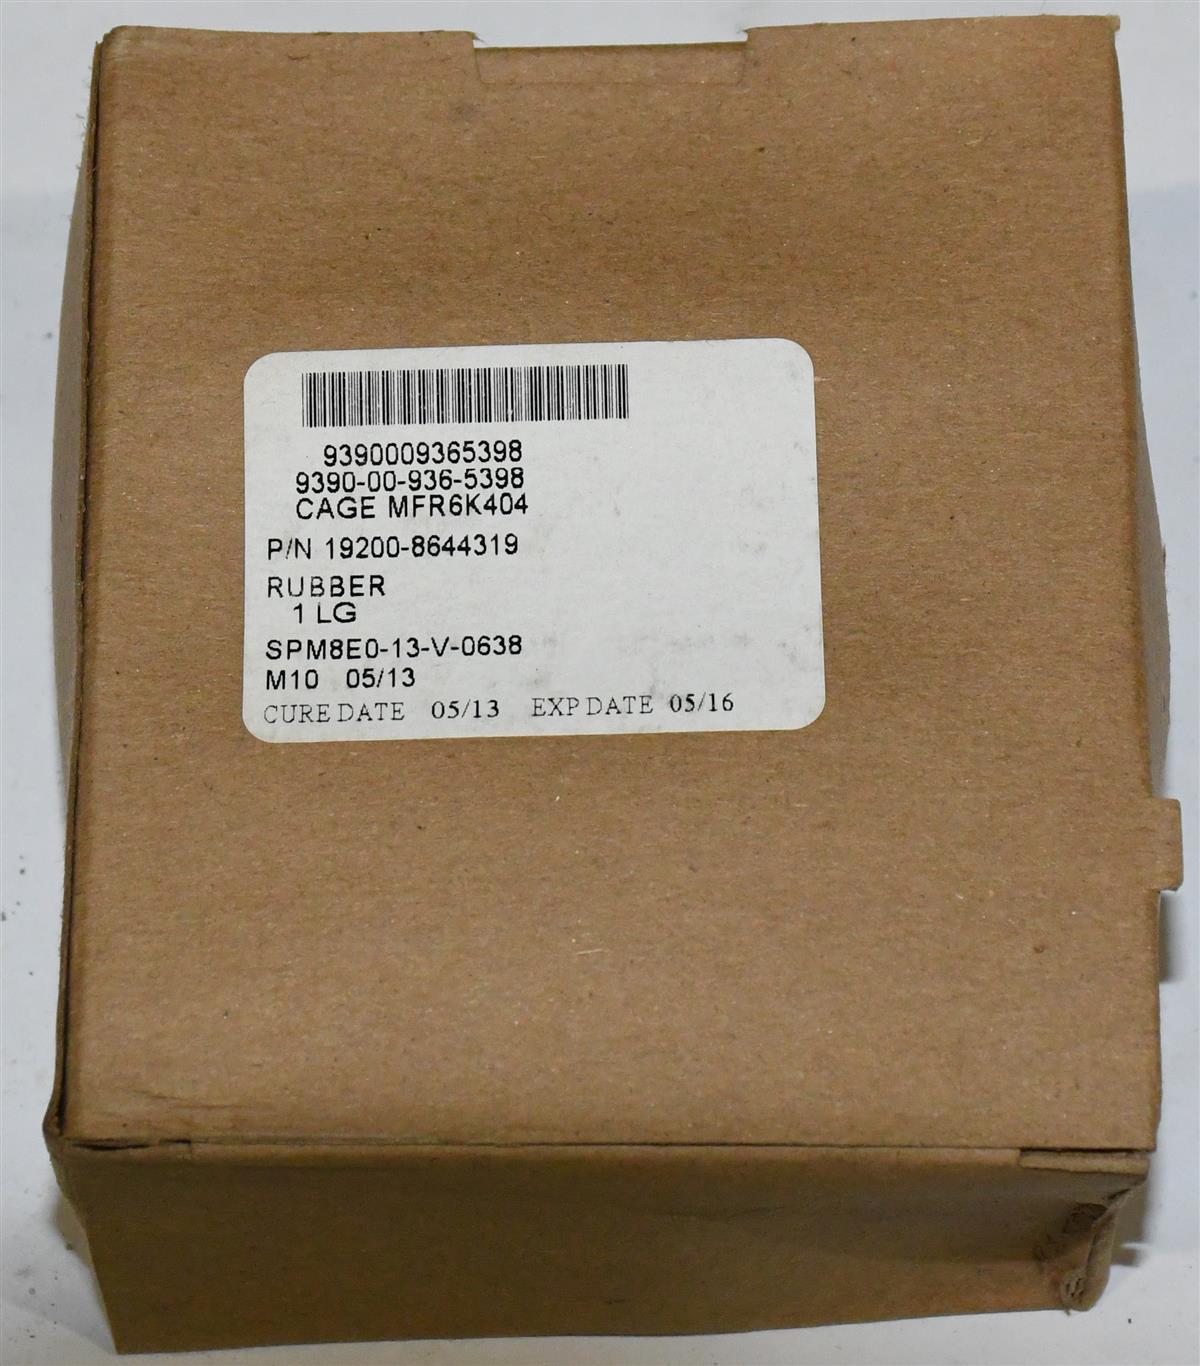 9390009365398
9390-00-936-5398
CAGE MFR6K404
P/N 19200-8644319
RUBBER
1 LG
SPM8E0-13-V-0638
M10 05/13
CURE DATE 05/13 EXP DATE 05/16